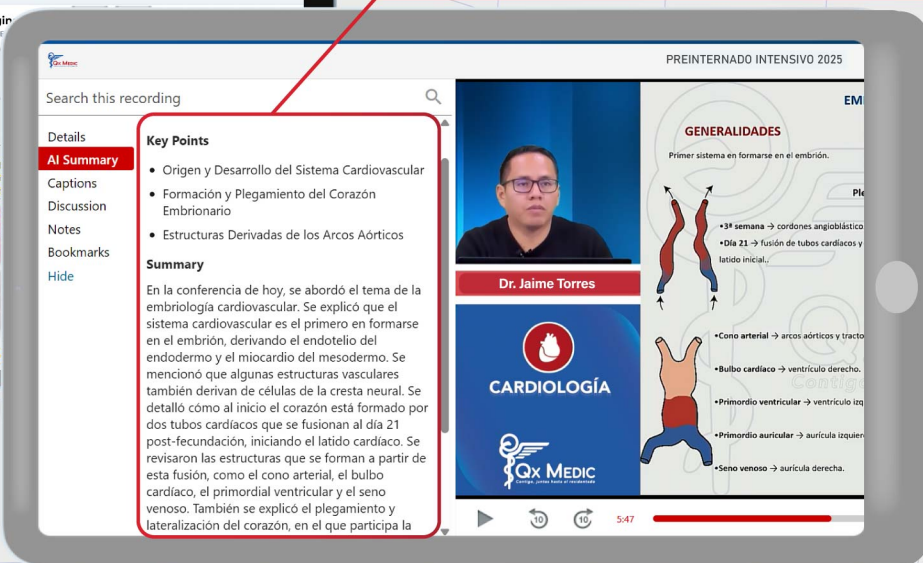 PREINTERNADO INTENSIVO 2025
QX MEDIC
Search this recording
Details
AI Summary
Captions
Discussion
Notes
Bookmarks
Hide
Key Points
• Origen y Desarrollo del Sistema Cardiovascular
• Formación y Plegamiento del Corazón
Embrionario
• Estructuras Derivadas de los Arcos Aórticos
Summary
En la conferencia de hoy, se abordó el tema de la
embriología cardiovascular. Se explicó que el
sistema cardiovascular es el primero en formarse
en el embrión, derivando el endotelio del
endodermo y el miocardio del mesodermo. Se
mencionó que algunas estructuras vasculares
también derivan de células de la cresta neural. Se
detalló cómo al inicio el corazón está formado por
dos tubos cardíacos que se fusionan al día 21
post-fecundación, iniciando el latido cardíaco. Se
revisaron las estructuras que se forman a partir de
esta fusión, como el cono arterial, el bulbo
cardíaco, el primordial ventricular y el seno
venoso. También se explicó el plegamiento y
lateralización del corazón, en el que participa la
Dr. Jaime Torres
CARDIOLOGÍA
QX MEDIC
Contigo, juntos hasta el residentado
GENERALIDADES
Primer sistema en formarse en el embrión.
•3ª semana → cordones angioblástico
•Día 21 → fusión de tubos cardíacos y
latido inicial..
•Cono arterial → arcos aórticos y tracto
•Bulbo cardíaco → ventrículo derecho.
•Primordio ventricular → ventrículo izq
•Primordio auricular → aurícula izquier
•Seno venoso → aurícula derecha.
10
10
5:47